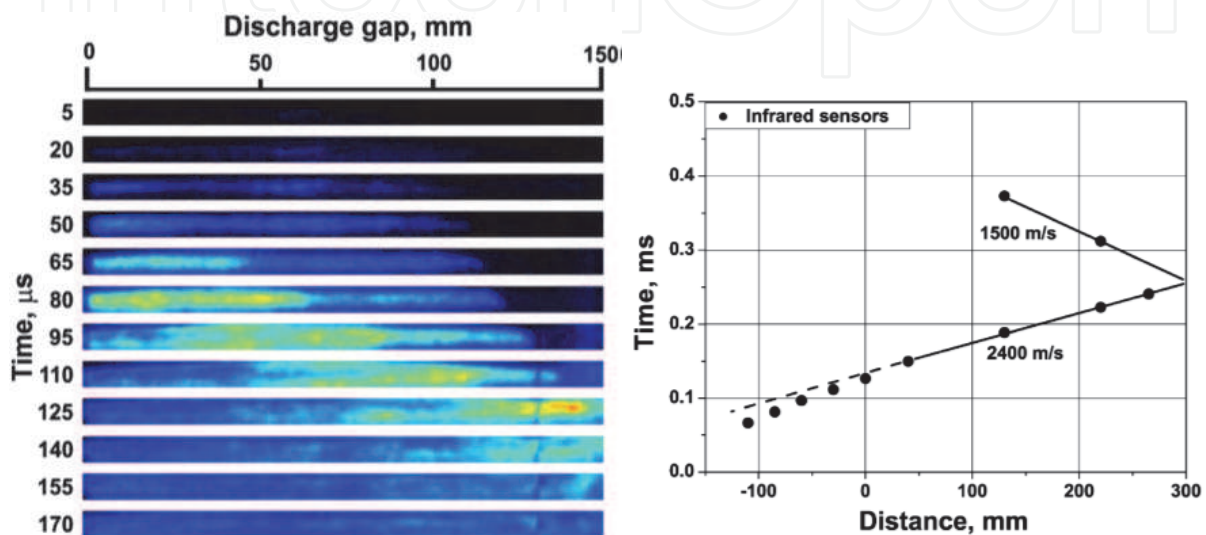 Discharge gap, mm
0 50 100 1500
5
20
35
50
65
80
95
110
125
140
155
170
Time, μs
Infrared sensors
1500 m/s
2400 m/s
0.5
0.4
0.3
0.2
0.1
0.0
Time, ms
-100 0 100 200 300
Distance, mm